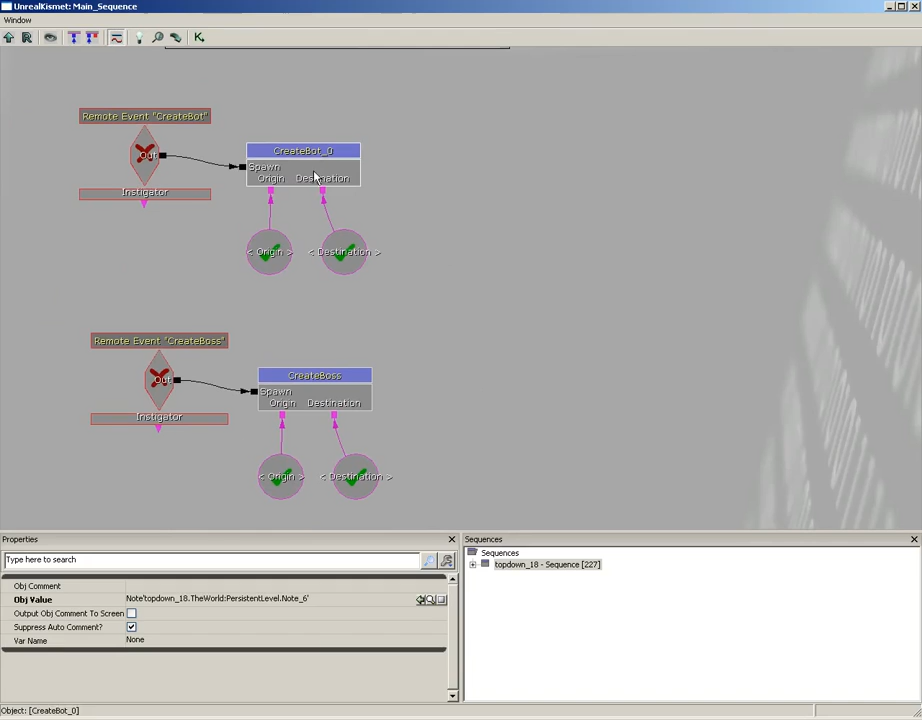 UnrealKismet: Main_Sequence
Window
R
K
Remote Event "CreateBot"
CreateBot_0
Out
Spawn
Origin Destination
Instigator
< Origin > < Destination >
Remote Event "CreateBoss"
CreateBoss
Out
Spawn
Origin Destination
Instigator
< Origin > < Destination >
Properties
Type here to search
Obj Comment
Obj Value Note'topdown_18.TheWorld:PersistentLevel.Note_6'
Output Obj Comment To Screen
Suppress Auto Comment?
Var Name None
Sequences
Sequences
topdown_18 - Sequence [227]
Object: [CreateBot_0]